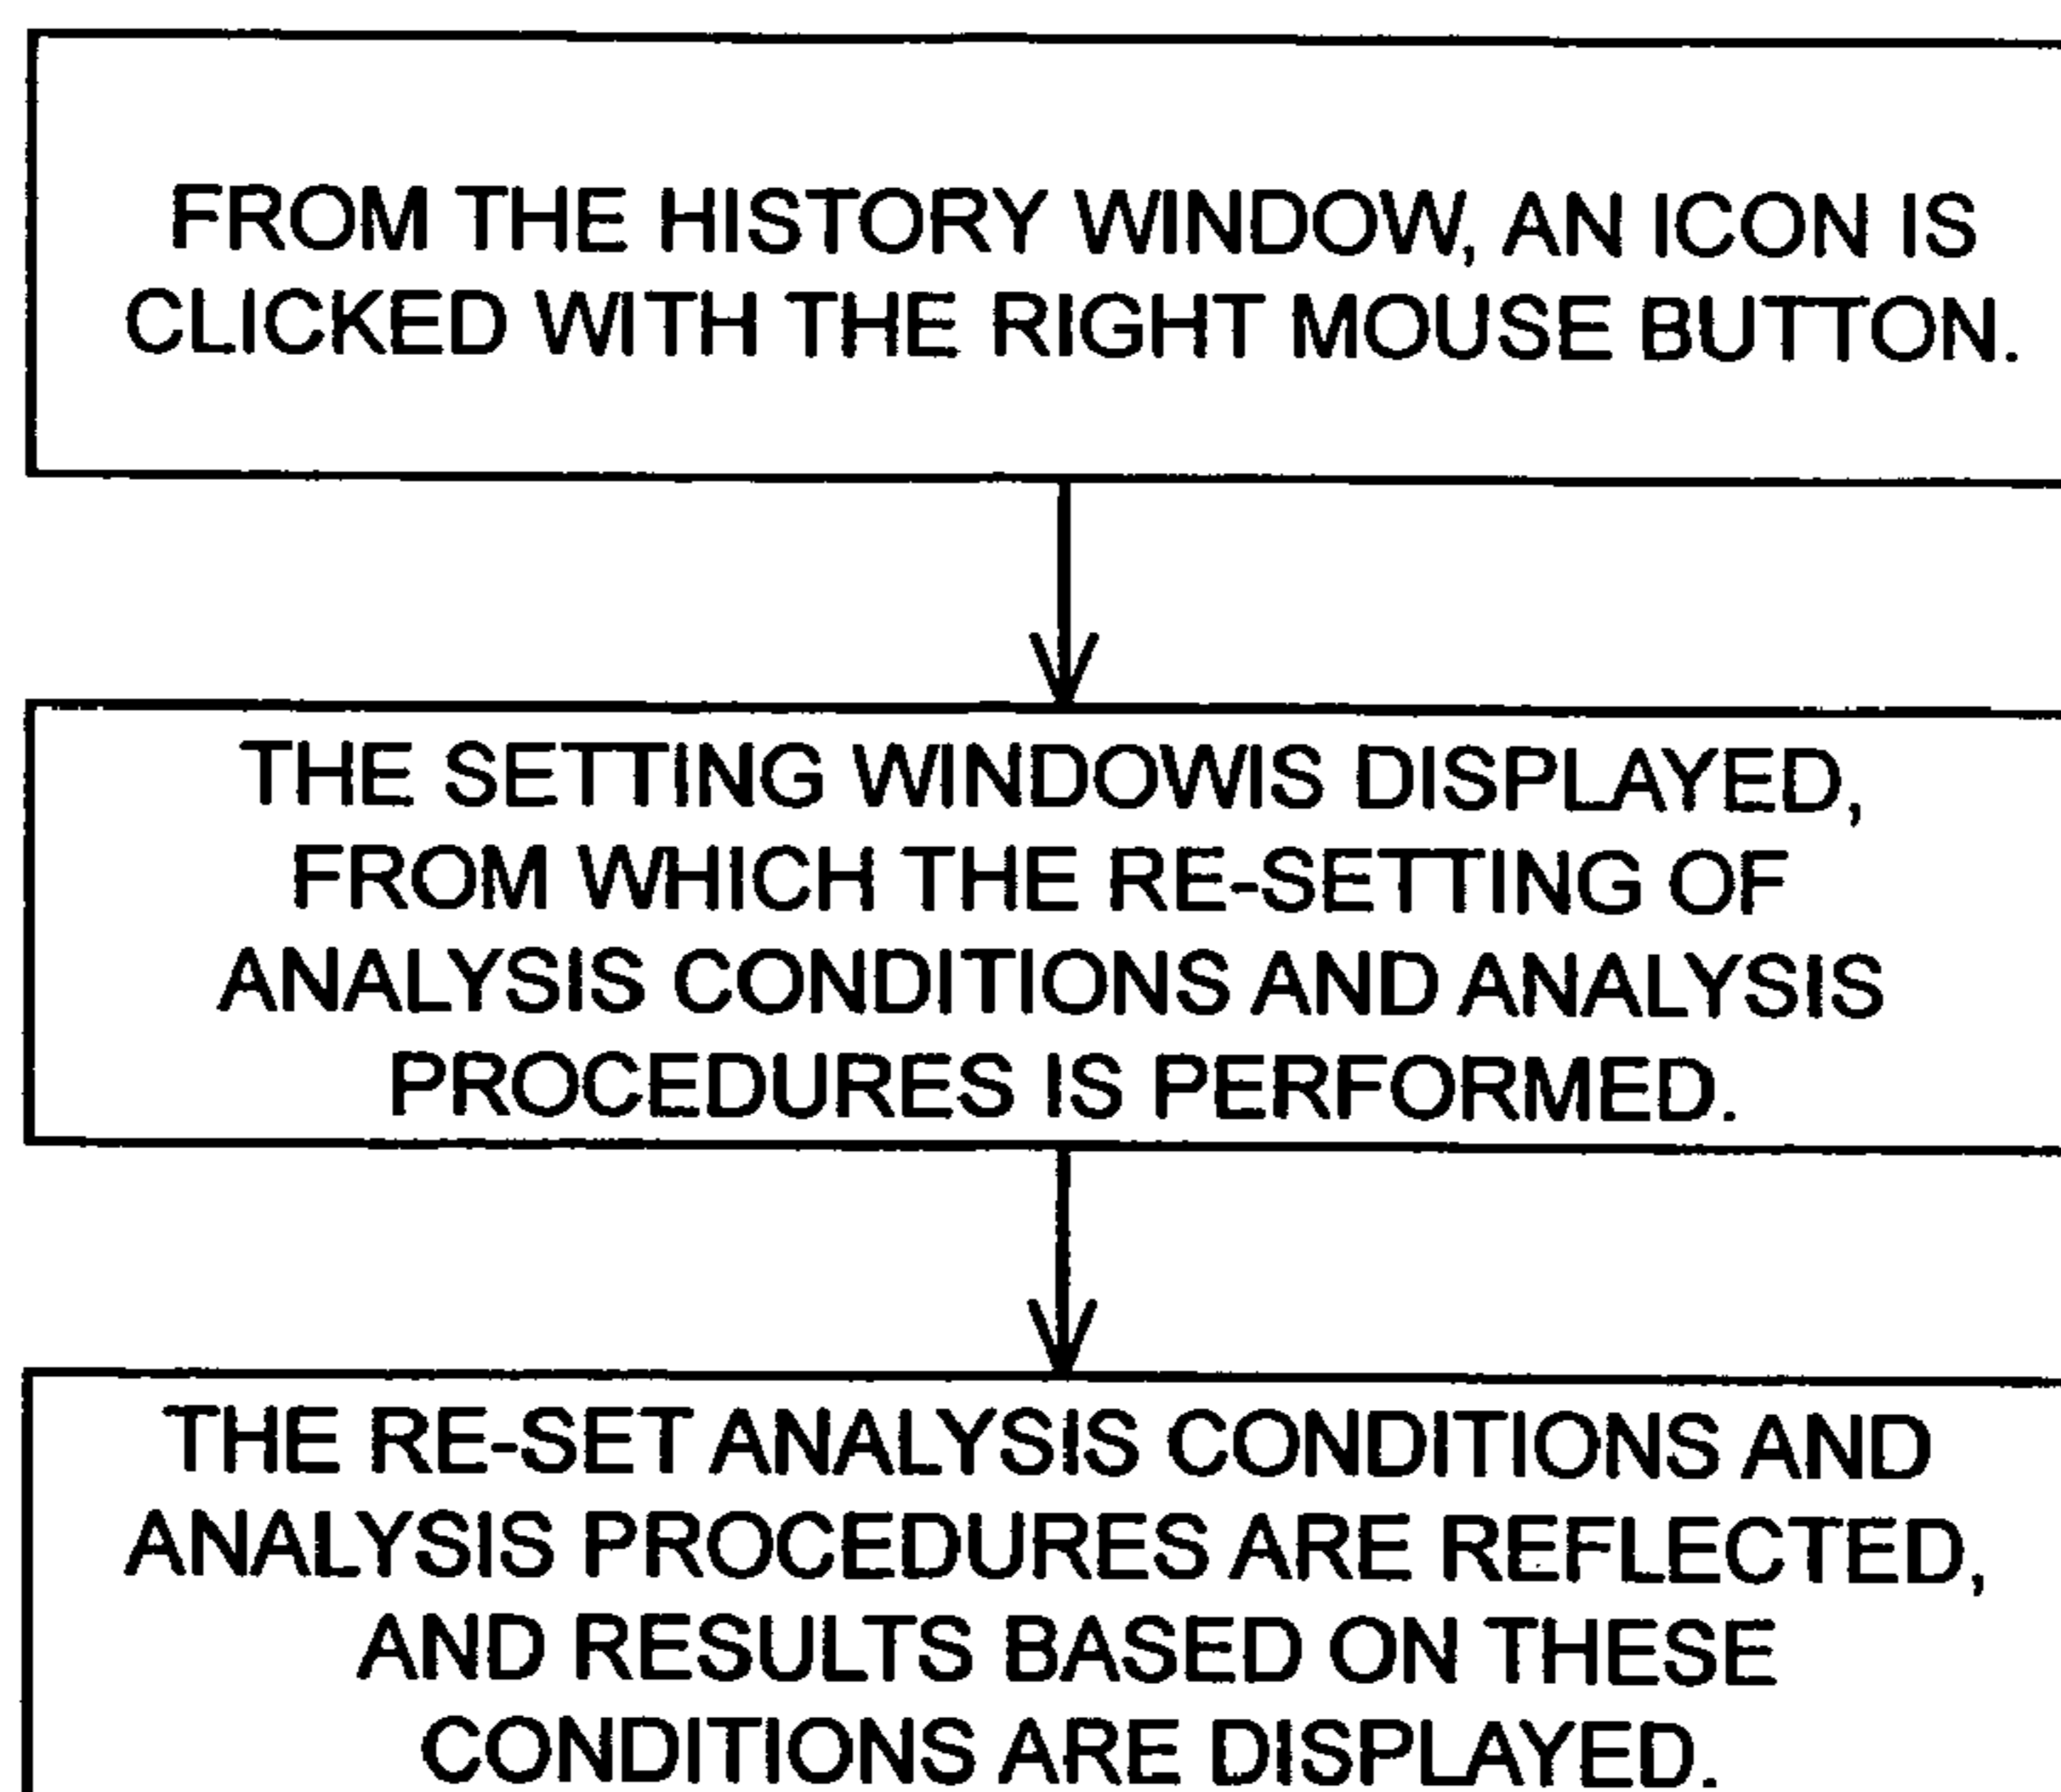 FROM THE HISTORY WINDOW, AN ICON IS
CLICKED WITH THE RIGHT MOUSE BUTTON.
THE SETTING WINDOWIS DISPLAYED,
FROM WHICH THE RE-SETTING OF
ANALYSIS CONDITIONS AND ANALYSIS
PROCEDURES IS PERFORMED.
THE RE-SET ANALYSIS CONDITIONS AND
ANALYSIS PROCEDURES ARE REFLECTED,
AND RESULTS BASED ON THESE
CONDITIONS ARE DISPLAYED.